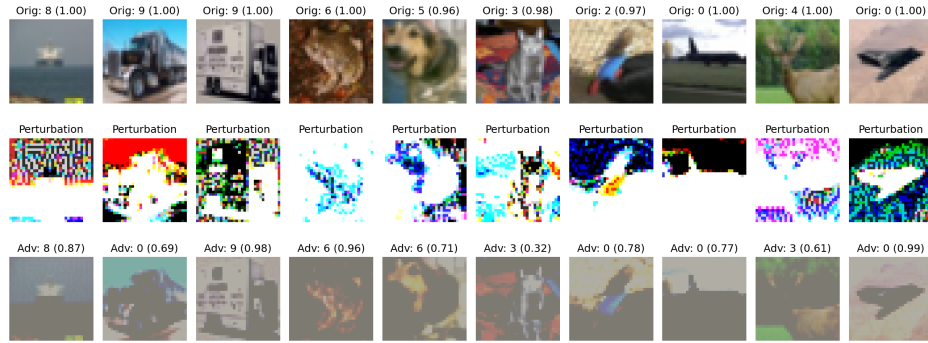 Orig: 8 (1.00) Orig: 9 (1.00) Orig: 9 (1.00) Orig: 6 (1.00) Orig: 5 (0.96) Orig: 3 (0.98) Orig: 2 (0.97) Orig: 0 (1.00) Orig: 4 (1.00) Orig: 0 (1.00)
Perturbation Perturbation Perturbation Perturbation Perturbation Perturbation Perturbation Perturbation Perturbation Perturbation
Adv: 8 (0.87) Adv: 0 (0.69) Adv: 9 (0.98) Adv: 6 (0.96) Adv: 6 (0.71) Adv: 3 (0.32) Adv: 0 (0.78) Adv: 0 (0.77) Adv: 3 (0.61) Adv: 0 (0.99)